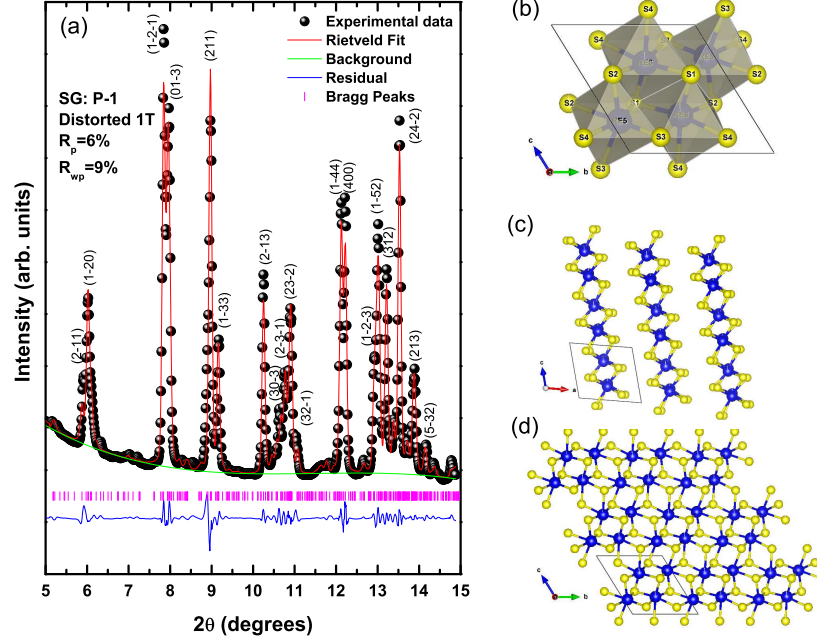 (a)
Experimental data
Rietveld Fit
Background
Residual
Bragg Peaks
SG: P-1
Distorted 1T
Rp=6%
Rwp=9%
(2-11)
(1-20)
(1-2-1)
(01-3)
(211)
(1-33)
(2-13)
(30-3)
(2-3-1)
(23-2)
(32-1)
(1-44)
(400)
(1-2-3)
(1-52)
(312)
(24-2)
(213)
(5-32)
Intensity (arb. units)
5 6 7 8 9 10 11 12 13 14 15
2θ (degrees)
(b)
S4
S3
S4
S4
S2
S1
S2
S2
S2
S4
S3
S4
S3
S4
c
b
(c)
c
a
(d)
c
b